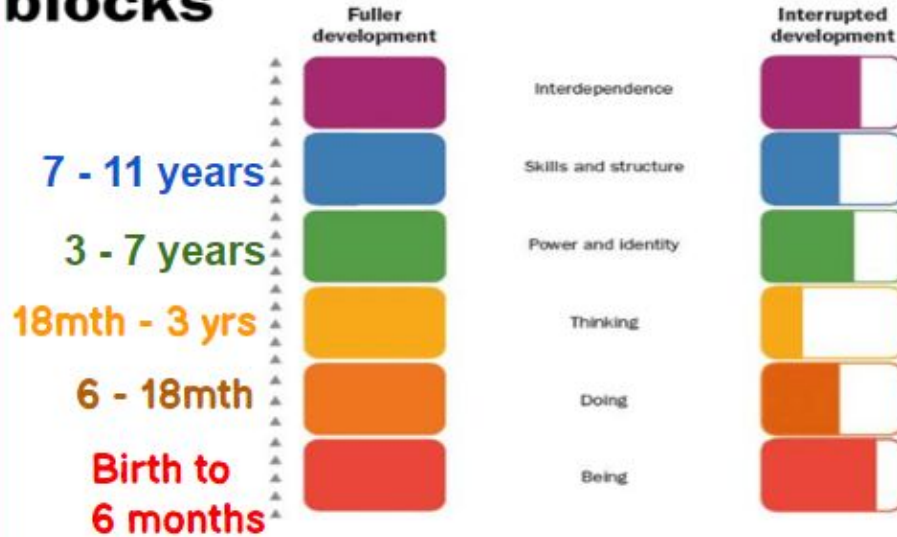 blocks
Fuller
development
Interrupted
development
Interdependence
7 - 11 years
Skills and structure
3 - 7 years
Power and identity
18mth - 3 yrs
Thinking
6 - 18mth
Doing
Birth to
6 months
Being